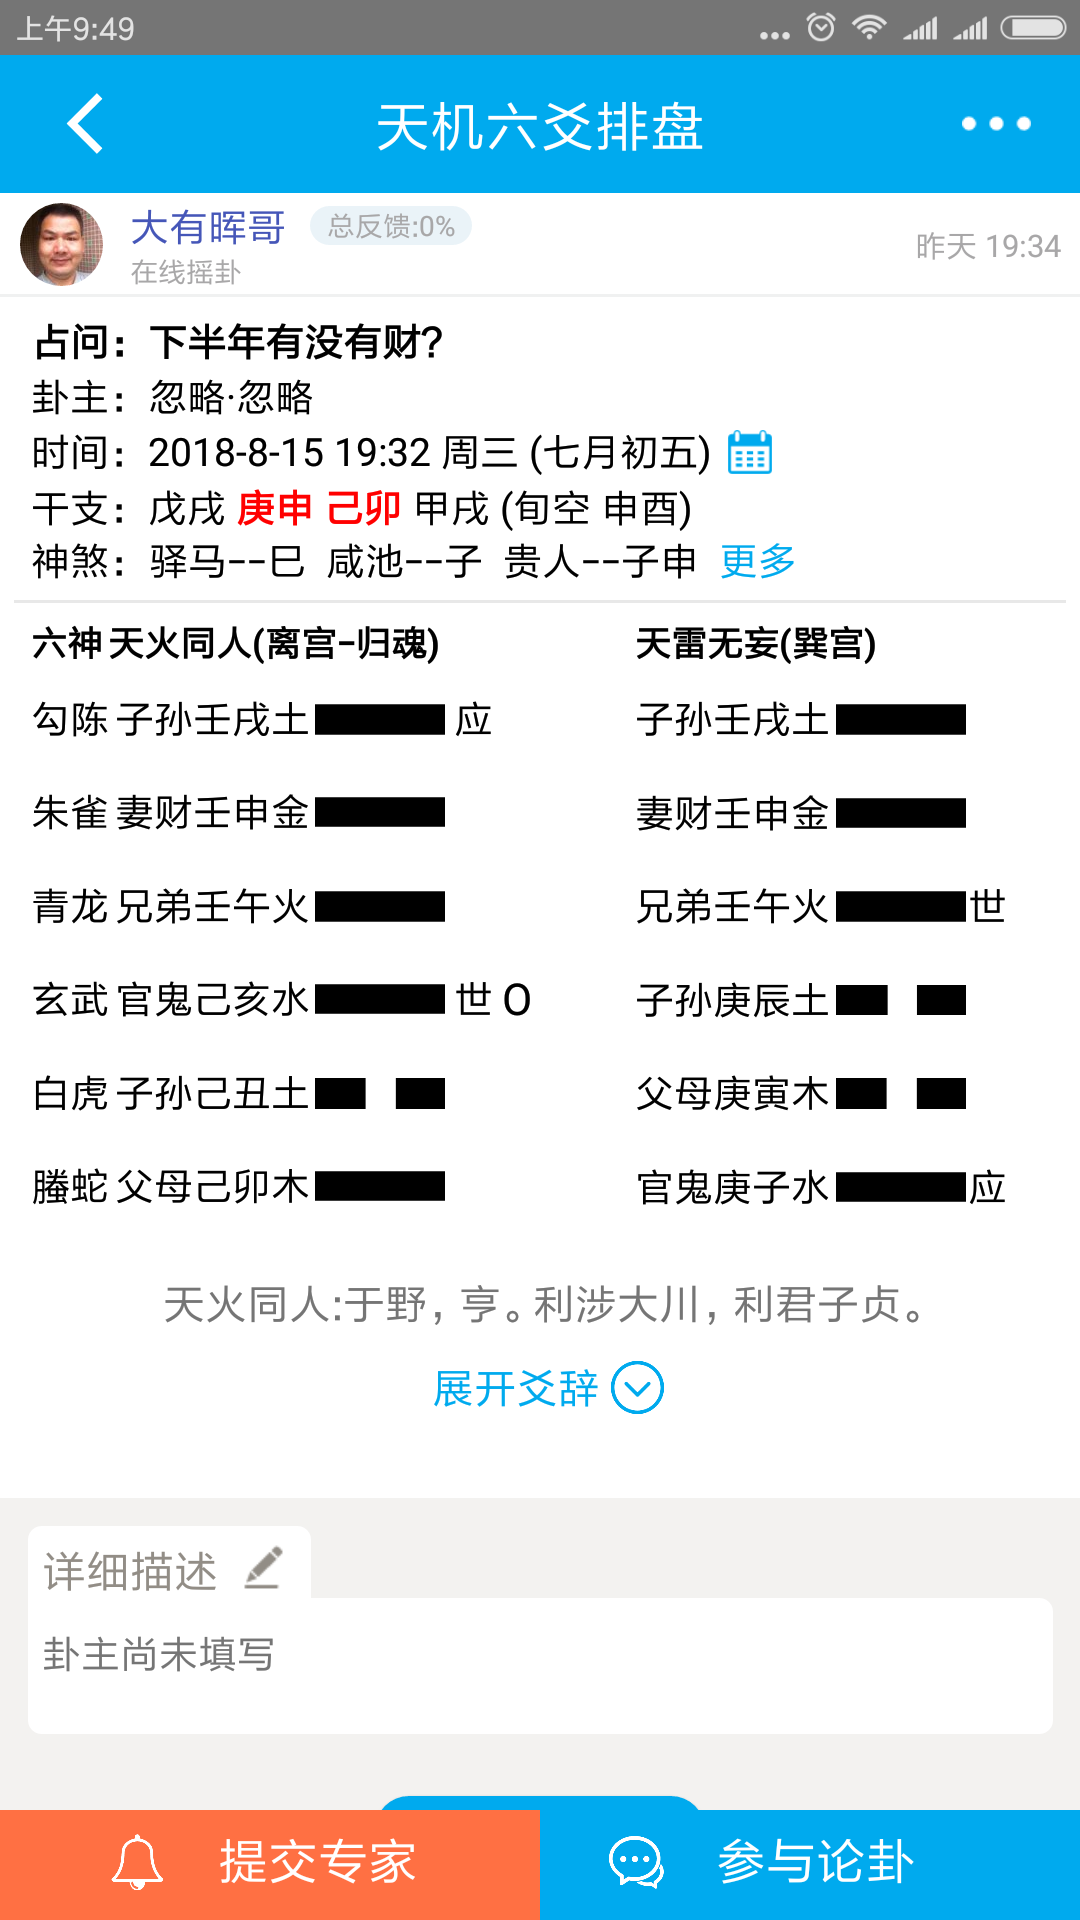 上午9:49
天机六爻排盘
大有晖哥 总反馈:0%
在线摇卦
昨天 19:34
占问：下半年有没有财?
卦主：忽略·忽略
时间：2018-8-15 19:32 周三 (七月初五)
干支：戊戌 庚申 己卯 甲戌 (旬空 申酉)
神煞：驿马--巳 咸池--子 贵人--子申 更多
六神 天火同人(离宫-归魂) 天雷无妄(巽宫)
勾陈 子孙壬戌土 应 子孙壬戌土
朱雀 妻财壬申金 妻财壬申金
青龙 兄弟壬午火 兄弟壬午火 世
玄武 官鬼己亥水 世 O 子孙庚辰土
白虎 子孙己丑土 父母庚寅木
螣蛇 父母己卯木 官鬼庚子水 应
天火同人:于野，亨。利涉大川，利君子贞。
展开爻辞
详细描述
卦主尚未填写
提交专家 参与论卦